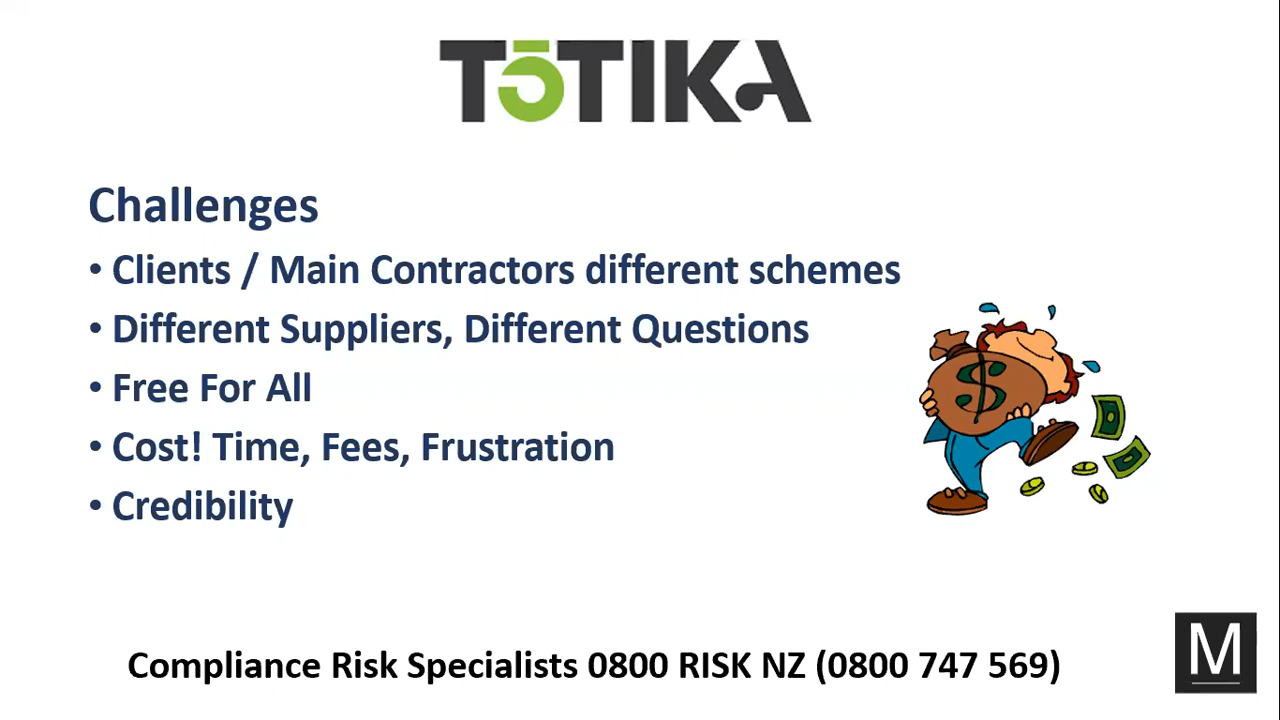 TŌTIKA
Challenges
• Clients / Main Contractors different schemes
• Different Suppliers, Different Questions
• Free For All
• Cost! Time, Fees, Frustration
• Credibility
$
Compliance Risk Specialists 0800 RISK NZ (0800 747 569)
M